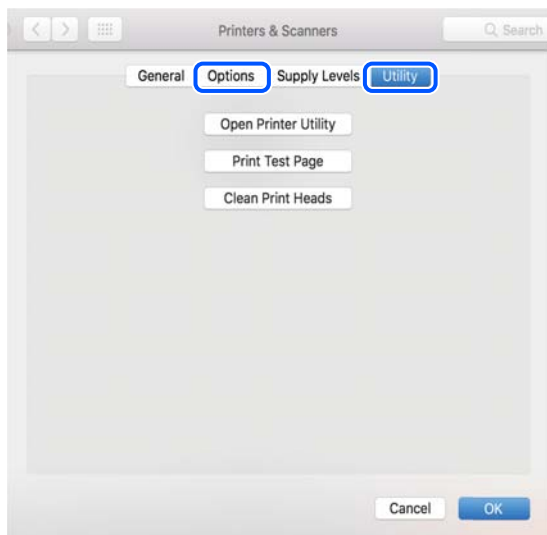 Printers & Scanners Search
General Options Supply Levels Utility
Open Printer Utility
Print Test Page
Clean Print Heads
Cancel OK